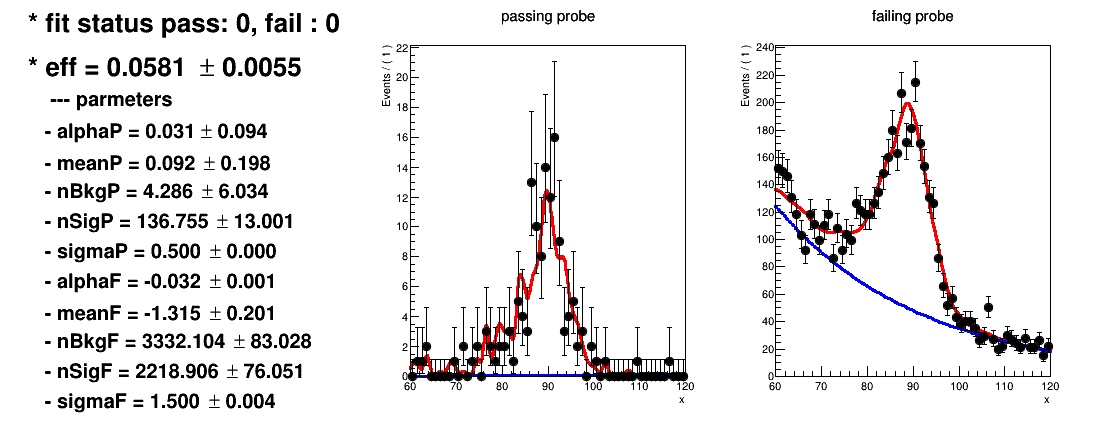 * fit status pass: 0, fail : 0
* eff = 0.0581 ± 0.0055
--- parmeters
- alphaP = 0.031 ± 0.094
- meanP = 0.092 ± 0.198
- nBkgP = 4.286 ± 6.034
- nSigP = 136.755 ± 13.001
- sigmaP = 0.500 ± 0.000
- alphaF = -0.032 ± 0.001
- meanF = -1.315 ± 0.201
- nBkgF = 3332.104 ± 83.028
- nSigF = 2218.906 ± 76.051
- sigmaF = 1.500 ± 0.004
passing probe
Events / ( 1 )
22
20
18
16
14
12
10
8
6
4
2
0
60 70 80 90 100 110 120
x
failing probe
Events / ( 1 )
240
220
200
180
160
140
120
100
80
60
40
20
0
60 70 80 90 100 110 120
x